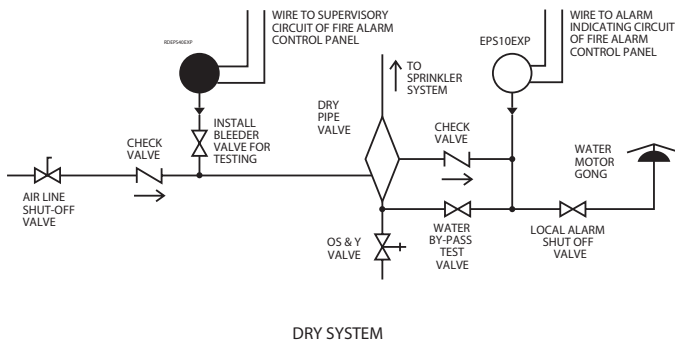 WIRE TO SUPERVISORY
CIRCUIT OF FIRE ALARM
CONTROL PANEL
RDEPS40EXP
WIRE TO ALARM
INDICATING CIRCUIT
OF FIRE ALARM
CONTROL PANEL
EPS10EXP
TO
SPRINKLER
SYSTEM
DRY
PIPE
VALVE
INSTALL
BLEEDER
VALVE FOR
TESTING
CHECK
VALVE
CHECK
VALVE
WATER
MOTOR
GONG
AIR LINE
SHUT-OFF
VALVE
OS & Y
VALVE
WATER
BY-PASS
TEST
VALVE
LOCAL ALARM
SHUT OFF
VALVE
DRY SYSTEM